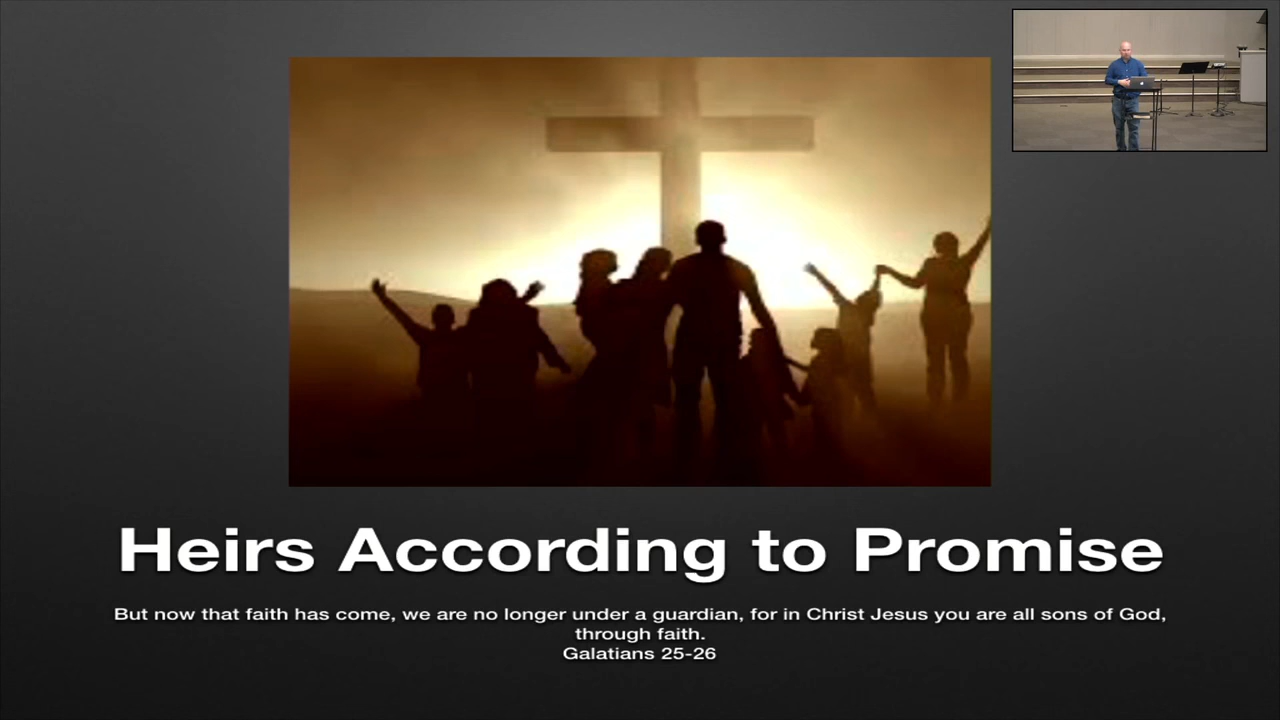 Heirs According to Promise
But now that faith has come, we are no longer under a guardian, for in Christ Jesus you are all sons of God,
through faith.
Galatians 25-26